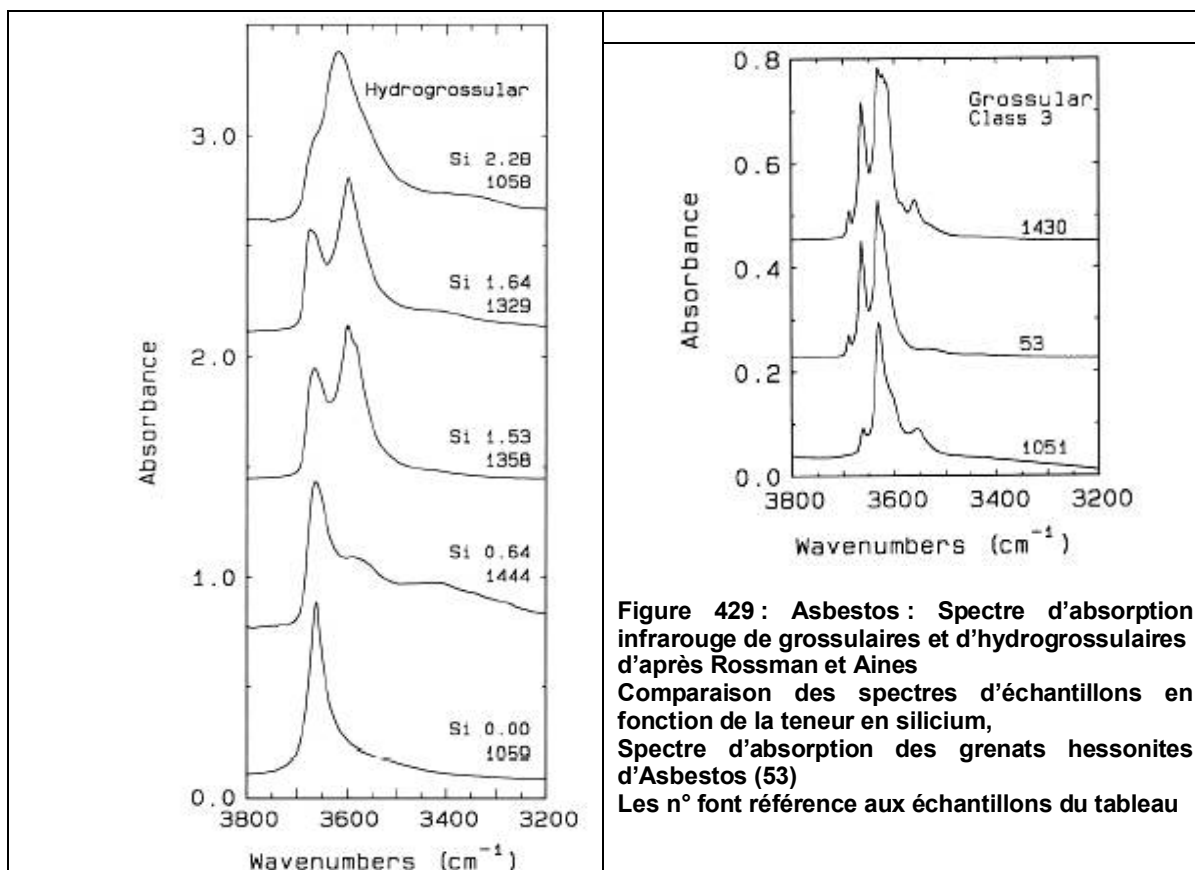 Hydrogrossular
3.0
Si 2.28
1058
Si 1.64
1329
2.0
Absorbance
Si 1.53
1358
Si 0.64
1444
1.0
Si 0.00
1059
0.0
3800 3600 3400 3200
Wavenumbers (cm⁻¹)
0.8
Grossular
Class 3
0.6
1430
Absorbance
0.4
53
0.2
1051
0.0
3800 3600 3400 3200
Wavenumbers (cm⁻¹)
Figure 429 : Asbestos : Spectre d’absorption
infrarouge de grossulaires et d’hydrogrossulaires
d’après Rossman et Aines
Comparaison des spectres d’échantillons en
fonction de la teneur en silicium,
Spectre d’absorption des grenats hessonites
d’Asbestos (53)
Les n° font référence aux échantillons du tableau